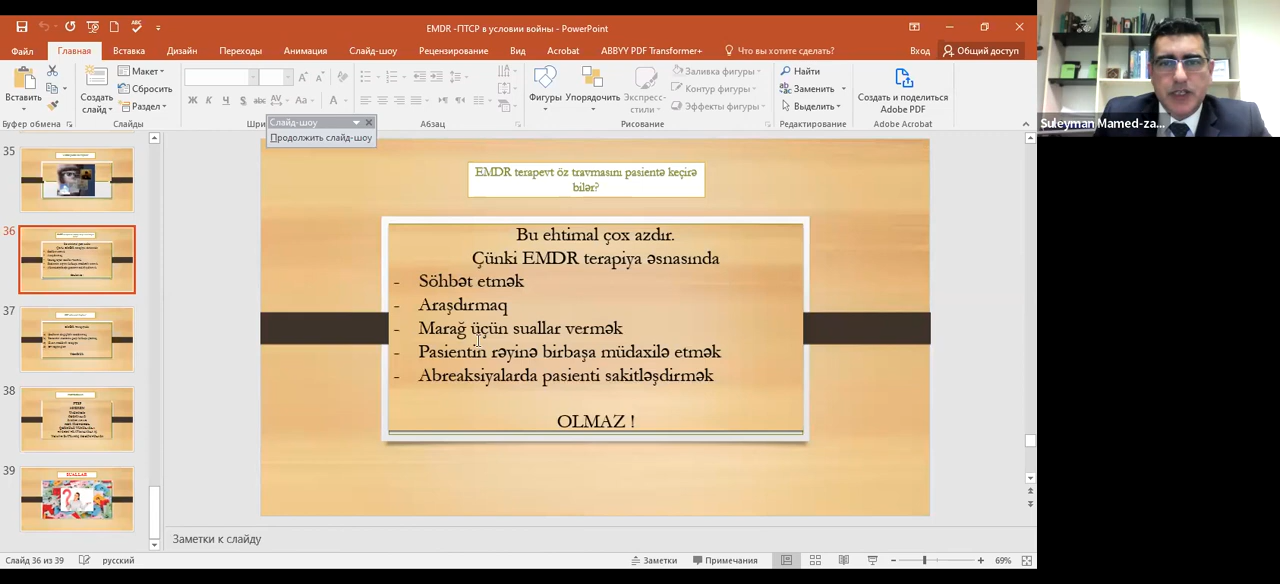 EMDR -ПТСР в условии войны - PowerPoint
Файл
Главная
Вставка
Дизайн
Переходы
Анимация
Слайд-шоу
Рецензирование
Вид
Acrobat
ABBYY PDF Transformer+
Что вы хотите сделать?
Вход
Общий доступ
Вставить
Буфер обмена
Создать слайд
Макет
Сбросить
Раздел
Слайды
Ж К Ч S abc AV Aa A
Шри
Слайд-шоу
Продолжить слайд-шоу
Абзац
Фигуры
Упорядочить
Экспресс-стили
Заливка фигуры
Контур фигуры
Эффекты фигуры
Рисование
Найти
Заменить
Выделить
Редактирование
Создать и поделиться
Adobe PDF
Adobe Acrobat
Suleyman Mamed-za...
35
36
37
38
39
SUALLAR
EMDR terapevt öz travmasını pasientə keçirə
bilər?
Bu ehtimal çox azdır.
Çünki EMDR terapiya əsnasında
- Söhbət etmək
- Araşdırmaq
- Marağ üçün suallar vermək
- Pasientin rəyinə birbaşa müdaxilə etmək
- Abreaksiyalarda pasienti sakitləşdirmək
OLMAZ !
Заметки к слайду
Слайд 36 из 39
русский
Заметки
Примечания
69%